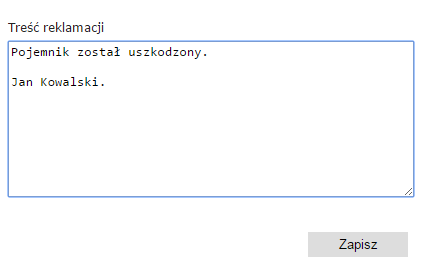 Treść reklamacji
Pojemnik został uszkodzony.
Jan Kowalski.
Zapisz